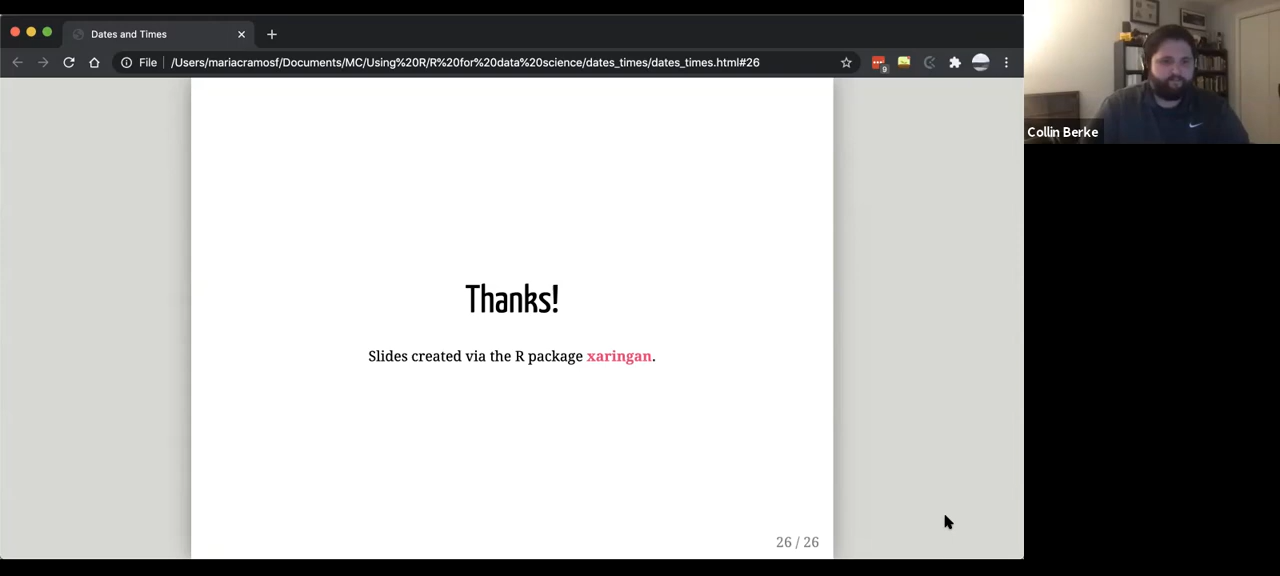 Dates and Times
File
/Users/mariacramosf/Documents/MC/Using%20R/R%20for%20data%20science/dates_times/dates_times.html#26
9
Collin Berke
Thanks!
Slides created via the R package xaringan.
26 / 26